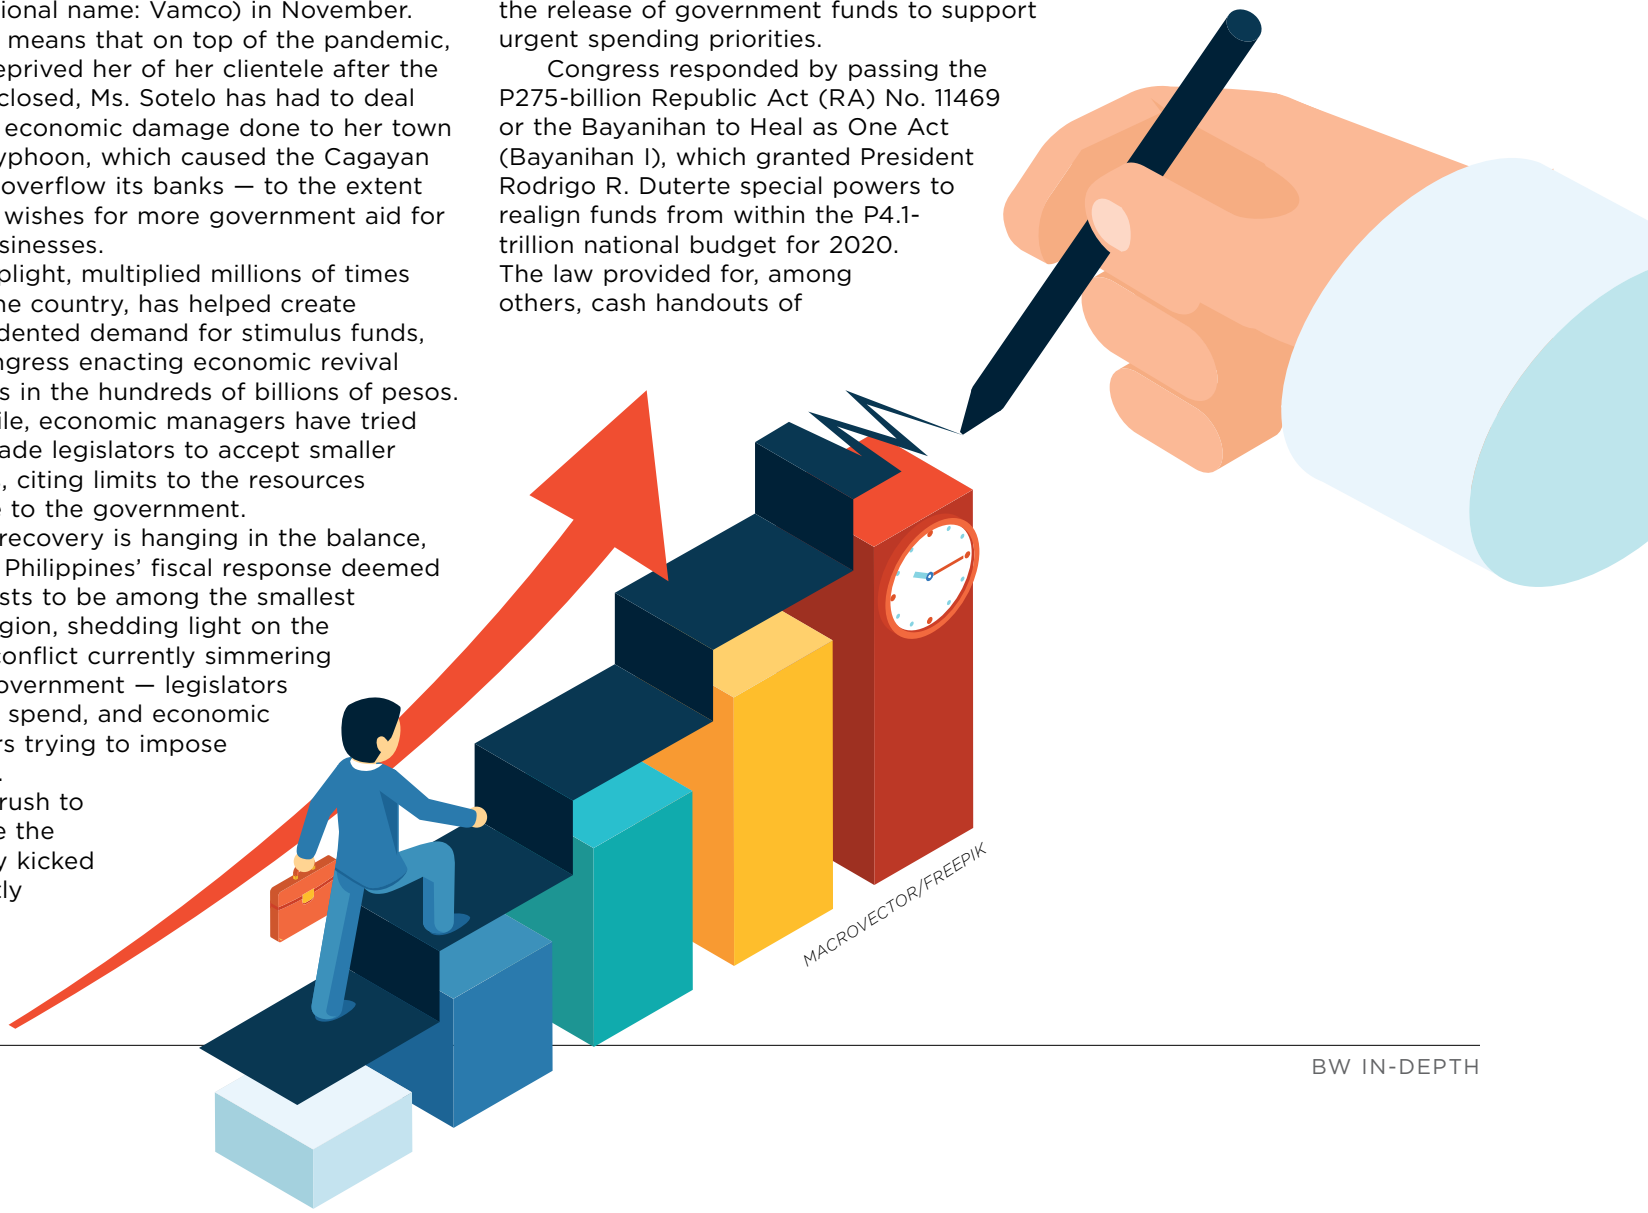 ional name: Vamco) in November.
means that on top of the pandemic,
eprived her of her clientele after the
closed, Ms. Sotelo has had to deal
economic damage done to her town
yphoon, which caused the Cagayan
overflow its banks — to the extent
wishes for more government aid for
sinesses.
plight, multiplied millions of times
ne country, has helped create
dented demand for stimulus funds,
ngress enacting economic revival
s in the hundreds of billions of pesos.
ile, economic managers have tried
ade legislators to accept smaller
, citing limits to the resources
e to the government.
recovery is hanging in the balance,
Philippines’ fiscal response deemed
sts to be among the smallest
gion, shedding light on the
conflict currently simmering
overnment — legislators
spend, and economic
rs trying to impose
.
rush to
e the
y kicked
tly
the release of government funds to support
urgent spending priorities.
Congress responded by passing the
P275-billion Republic Act (RA) No. 11469
or the Bayanihan to Heal as One Act
(Bayanihan I), which granted President
Rodrigo R. Duterte special powers to
realign funds from within the P4.1-
trillion national budget for 2020.
The law provided for, among
others, cash handouts of
MACROVECTOR/FREEPIK
BW IN-DEPTH